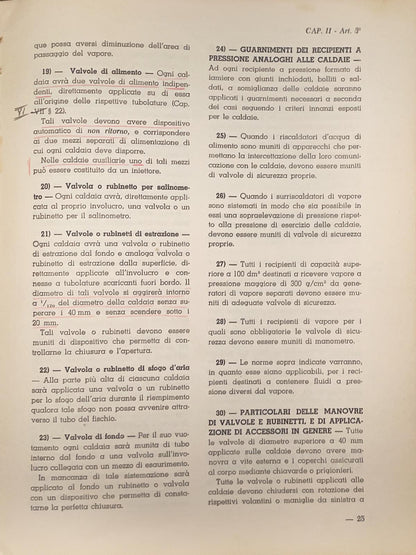 CAP. II - Art. 3º
que possa aversi diminuzione dell'area di
passaggio del vapore.
19) — Valvole di alimento — Ogni cal-
daia avrà due valvole di alimento indipen-
denti, direttamente applicate su di essa
all'origine delle rispettive tubolature (Cap.
VI VII § 22).
Tali valvole devono avere dispositivo
automatico di non ritorno, e corrispondere
ai due mezzi separati di alimentazione di
cui ogni caldaia deve disporre.
Nelle caldaie ausiliarie uno di tali mezzi
può essere costituito da un iniettore.
20) — Valvola o rubinetto per salinome-
tro — Ogni caldaia avrà, direttamente appli-
cata al proprio involucro, una valvola o un
rubinetto per il salinometro.
21) — Valvole o rubinetti di estrazione —
Ogni caldaia avrà una valvola o rubinetto
di estrazione dal fondo e analoga valvola o
rubinetto di estrazione dalla superficie, di-
rettamente applicate all'involucro e con-
nesse a tubolature scaricanti fuori bordo. Il
diametro di tali valvole si aggirerà intorno
a 1/120 del diametro della caldaia senza su-
perare i 40 mm e senza scendere sotto i
20 mm.
Tali valvole o rubinetti devono essere
muniti di dispositivo che permetta di con-
trollarne la chiusura e l'apertura.
22) — Valvola o rubinetto di sfogo d'aria
— Alla parte più alta di ciascuna caldaia
sarà applicata una valvola o un rubinetto
per lo sfogo dell'aria durante il riempimento
qualora tale sfogo non possa avvenire attra-
verso il tubo del fischio.
23) — Valvola di fondo — Per il suo vuo-
tamento ogni caldaia sarà munita di tubo
interno dal fondo a una valvola sull'invo-
lucro collegata con un mezzo di esaurimento.
In mancanza di tale sistemazione sarà
applicato al fondo un rubinetto o valvola
con un dispositivo che permetta di consta-
tarne la perfetta chiusura.
24) — GUARNIMENTI DEI RECIPIENTI A
PRESSIONE ANALOGHI ALLE CALDAIE —
Ad ogni recipiente a pressione formato di
lamiere con giunti inchiodati, bolliti o sal-
dati, a somiglianza delle caldaie saranno
applicati i guarnimenti necessari a seconda
dei casi seguendo i criteri innanzi esposti
per le caldaie.
25) — Quando i riscaldatori d'acqua di
alimento sono muniti di apparecchi che per-
mettano la intercettazione della loro comuni-
cazione con le caldaie, devono essere muniti
di valvole di sicurezza proprie.
26) — Quando i surriscaldatori di vapore
sono sistemati in modo che sia possibile in
essi una sopraelevazione di pressione rispet-
to alla pressione di esercizio delle caldaie,
devono essere muniti di valvole di sicurezza
proprie.
27) — Tutti i recipienti di capacità supe-
riore a 100 dm³ destinati a ricevere vapore a
pressione maggiore di 300 g/cm² da gene-
ratori di vapore separati devono essere mu-
niti di adeguate valvole di sicurezza.
28) — Tutti i recipienti di vapore per i
quali sono obbligatorie le valvole di sicu-
rezza devono essere muniti di manometro.
29) — Le norme sopra indicate varranno,
in quanto esse siano applicabili, per i reci-
pienti destinati a contenere fluidi a pres-
sione diversi dal vapore.
30) — PARTICOLARI DELLE MANOVRE
DI VALVOLE E RUBINETTI, E DI APPLICA-
ZIONE DI ACCESSORI IN GENERE — Tutte
le valvole di diametro superiore a 40 mm
applicate sulle caldaie devono avere ma-
novra a vite esterna e i coperchi assicurati
al corpo mediante chiavarde o prigionieri.
Tutte le valvole o rubinetti applicati alle
caldaie devono chiudersi con rotazione dei
rispettivi volantini o maniglie da sinistra a
— 25